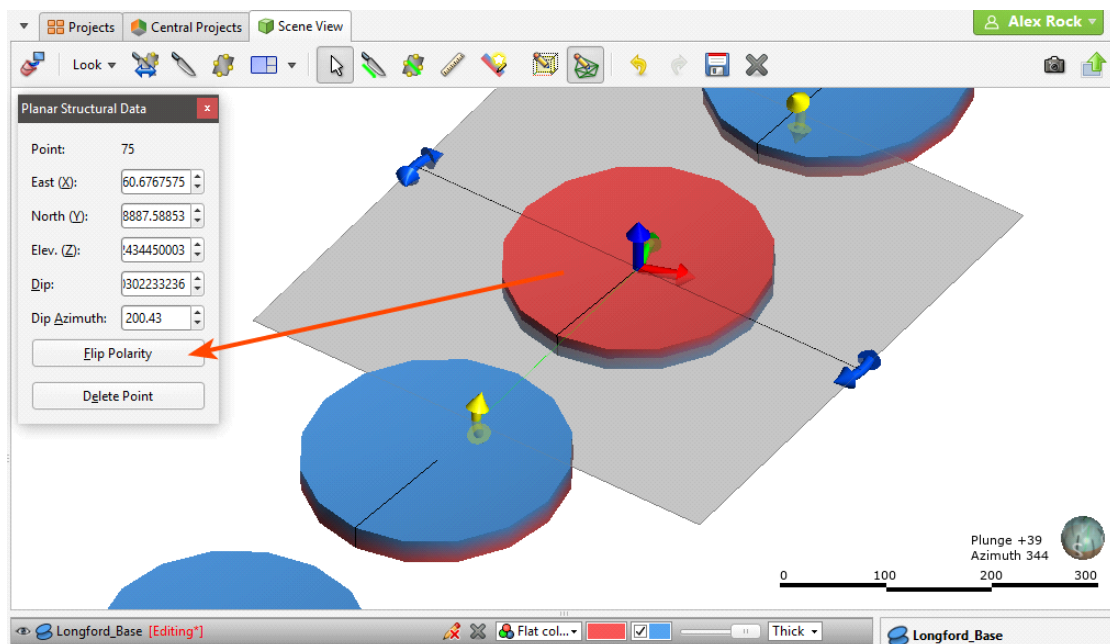 Projects Central Projects Scene View Alex Rock
Look
Planar Structural Data x
Point: 75
East (X): 60.6767575
North (Y): 8887.58853
Elev. (Z): 434450003
Dip: 302233236
Dip Azimuth: 200.43
Flip Polarity
Delete Point
Plunge +39
Azimuth 344
0 100 200 300
Longford_Base [Editing*] Flat col... Thick
Longford_Base